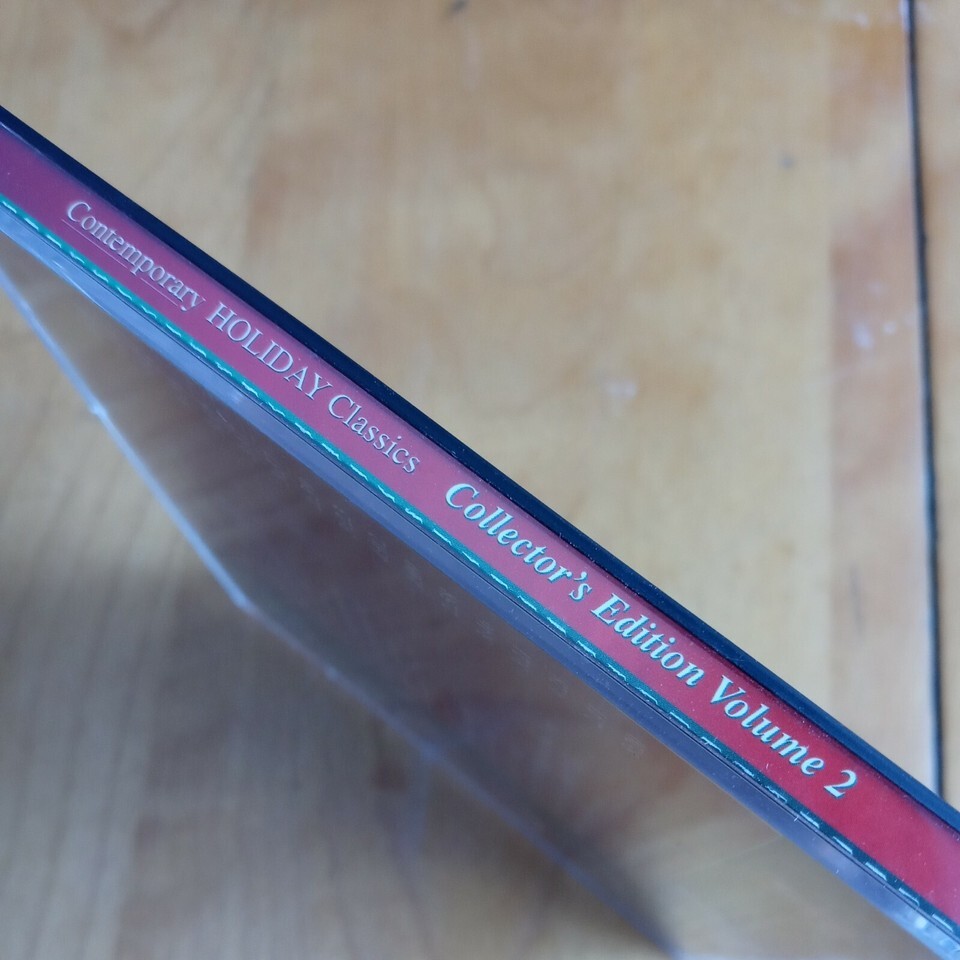 Contemporary HOLIDAY Classics Collector's Edition Volume 2